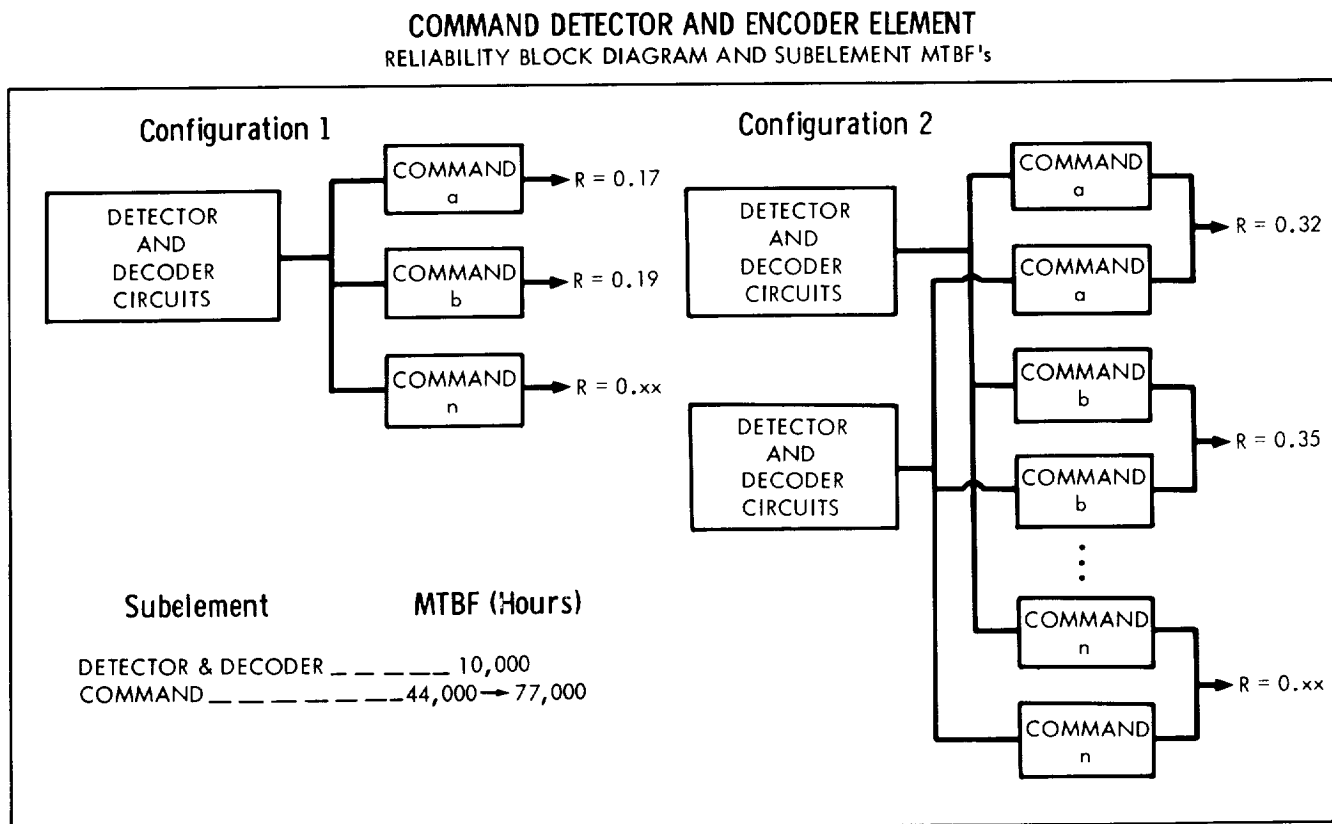 COMMAND DETECTOR AND ENCODER ELEMENT
RELIABILITY BLOCK DIAGRAM AND SUBELEMENT MTBF's
Configuration 1
DETECTOR
AND
DECODER
CIRCUITS
COMMAND
a
R = 0.17
COMMAND
b
R = 0.19
COMMAND
n
R = 0.xx
Configuration 2
DETECTOR
AND
DECODER
CIRCUITS
DETECTOR
AND
DECODER
CIRCUITS
COMMAND
a
COMMAND
a
R = 0.32
COMMAND
b
COMMAND
b
R = 0.35
COMMAND
n
COMMAND
n
R = 0.xx
Subelement MTBF (Hours)
DETECTOR & DECODER _ _ _ _ _ 10,000
COMMAND _ _ _ _ _ _ _ 44,000 → 77,000